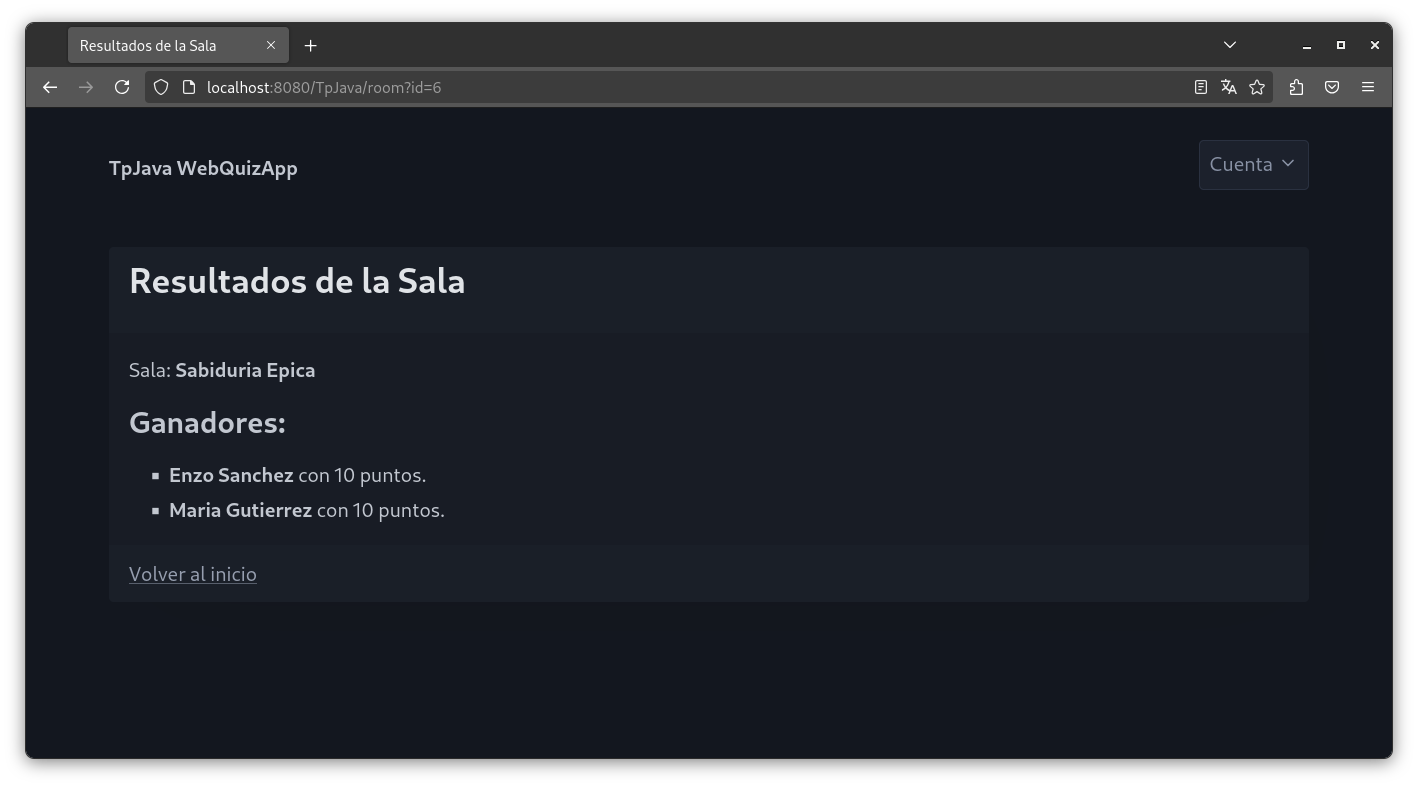 Resultados de la Sala
localhost:8080/TpJava/room?id=6
TpJava WebQuizApp
Cuenta
Resultados de la Sala
Sala: Sabiduria Epica
Ganadores:
Enzo Sanchez con 10 puntos.
Maria Gutierrez con 10 puntos.
Volver al inicio